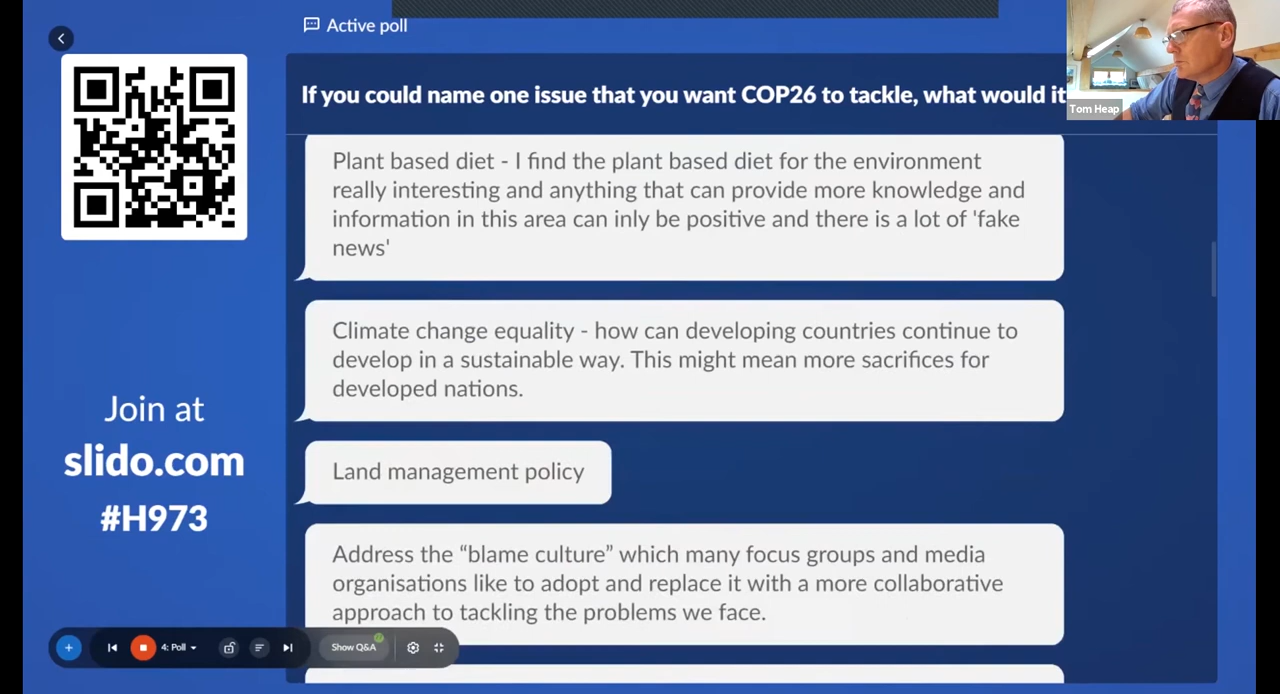 Active poll
If you could name one issue that you want COP26 to tackle, what would it
Tom Heap
Plant based diet - I find the plant based diet for the environment
really interesting and anything that can provide more knowledge and
information in this area can inly be positive and there is a lot of 'fake
news'
Climate change equality - how can developing countries continue to
develop in a sustainable way. This might mean more sacrifices for
developed nations.
Land management policy
Address the “blame culture” which many focus groups and media
organisations like to adopt and replace it with a more collaborative
approach to tackling the problems we face.
Join at
slido.com
#H973
4: Poll
Show Q&A